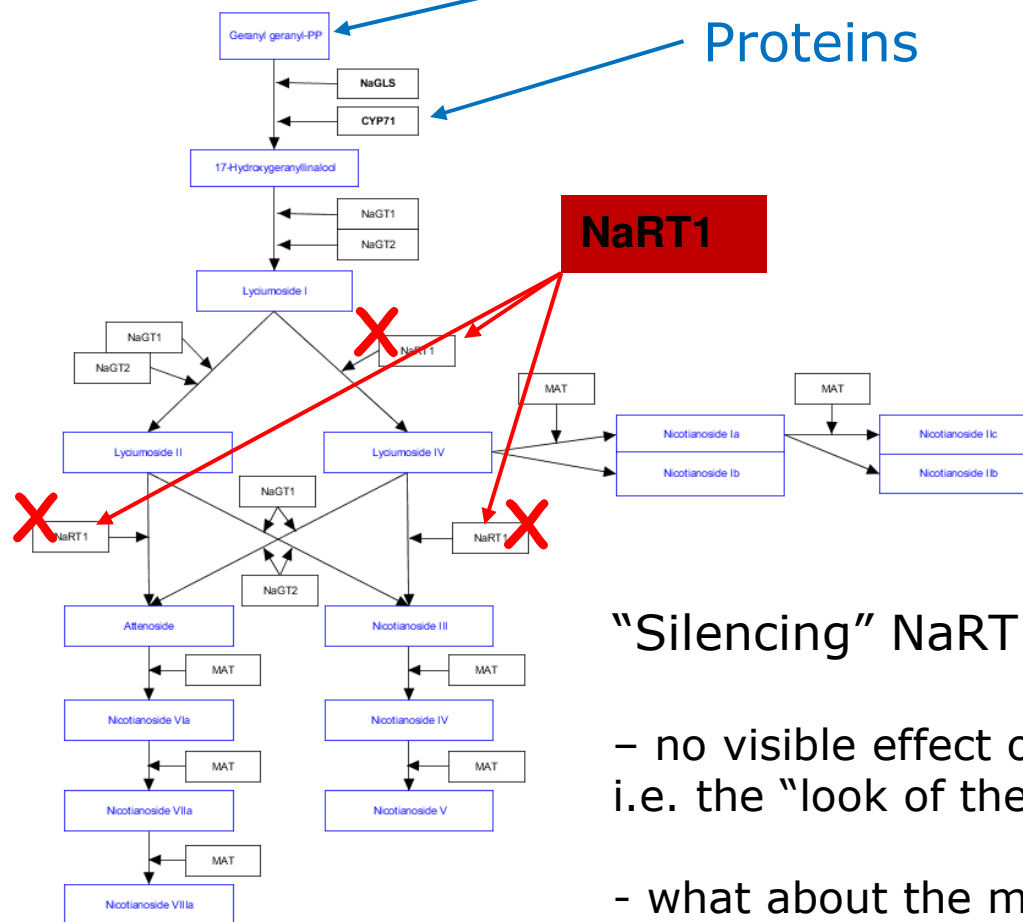 Geranyl geranyl-PP
Proteins
NaGLS
CYP71
17-Hydroxygeranyllinalool
NaGT1
NaGT2
NaRT1
Lyciumoside I
NaGT1
NaGT2
NaRT1
MAT
MAT
Lyciumoside II
Lyciumoside IV
Nicotianoside Ia
Nicotianoside IIc
Nicotianoside Ib
Nicotianoside IIb
NaGT1
NaRT1
NaRT1
NaGT2
Attenoside
Nicotianoside III
“Silencing” NaRT
MAT
MAT
Nicotianoside VIa
Nicotianoside IV
– no visible effect
i.e. the “look of the
MAT
MAT
Nicotianoside VIIa
Nicotianoside V
MAT
- what about the
Nicotianoside VIIIa